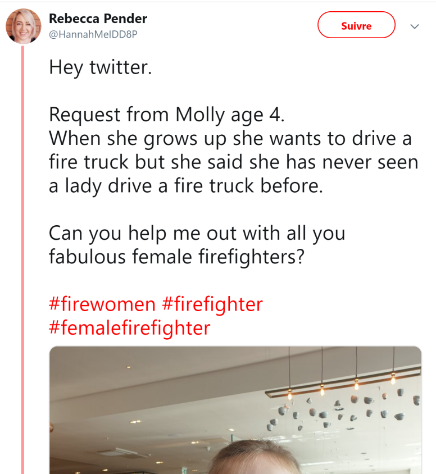 Rebecca Pender
@HannahMelDD8P
Suivre
Hey twitter.
Request from Molly age 4.
When she grows up she wants to drive a
fire truck but she said she has never seen
a lady drive a fire truck before.
Can you help me out with all you
fabulous female firefighters?
#firewomen #firefighter
#femalefirefighter